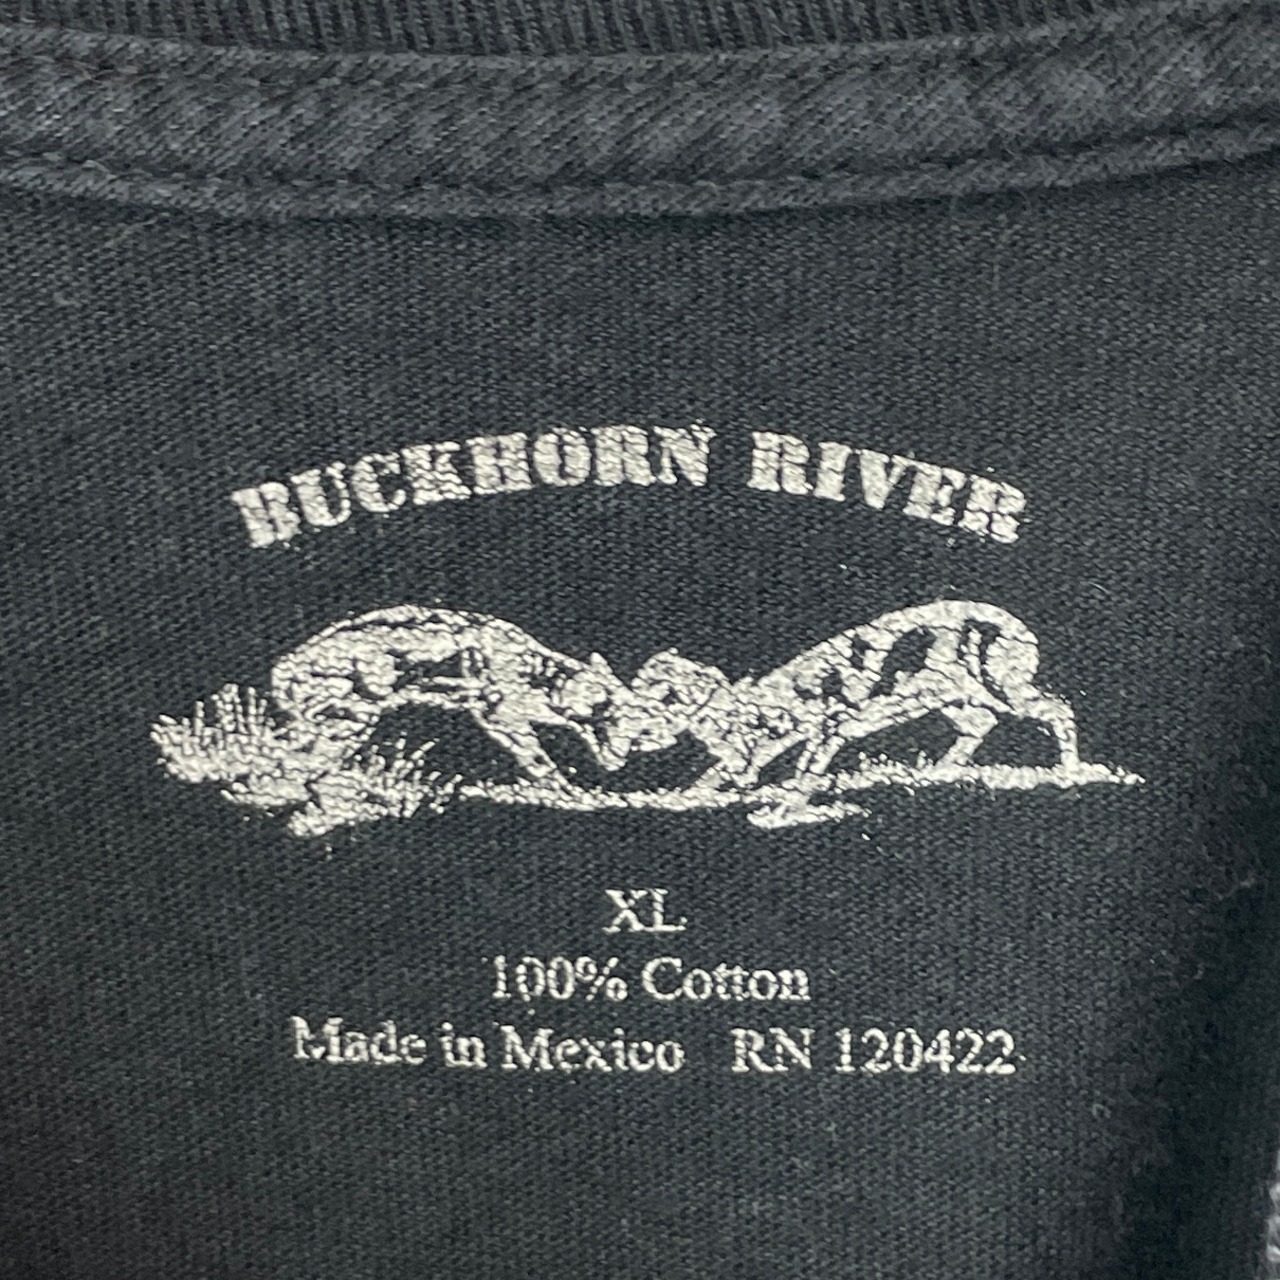 BUCKHORN RIVER
XL
100% Cotton
Made in Mexico RN 120422